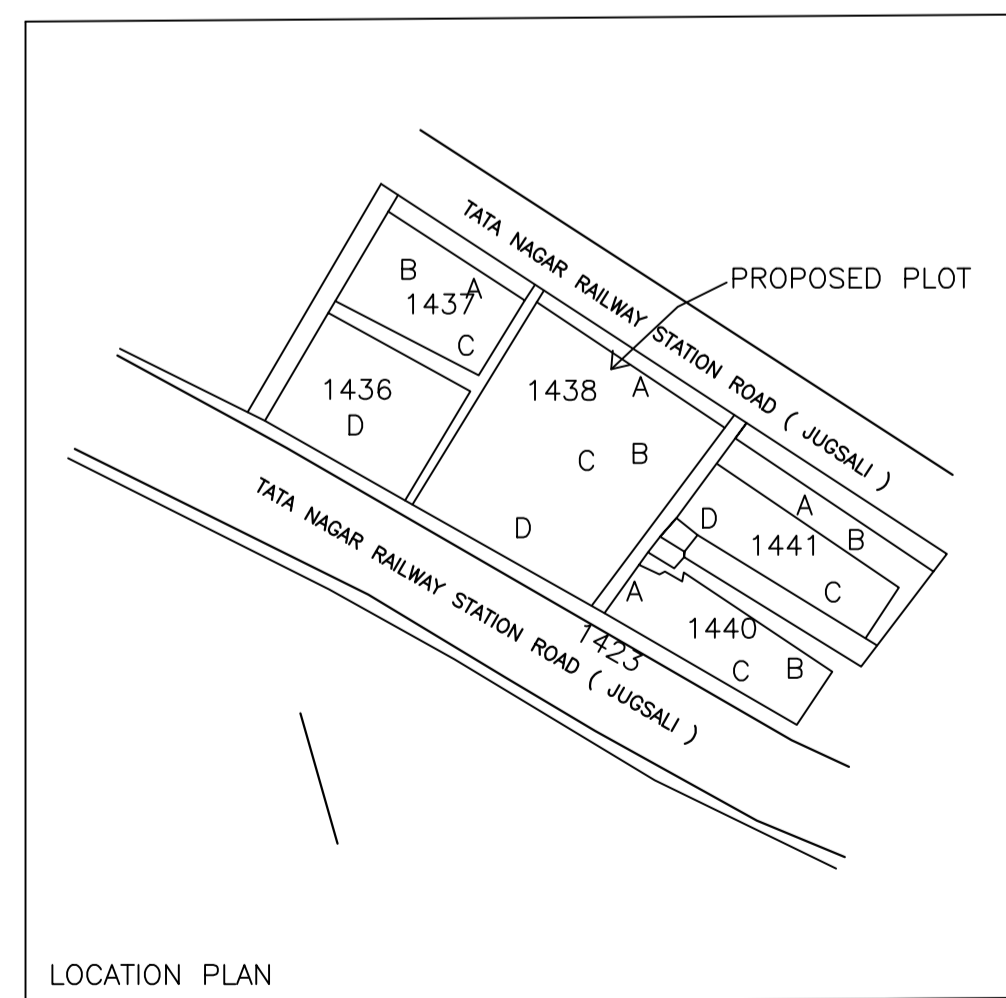 TATA NAGAR RAILWAY STATION ROAD ( JUGSALI )
PROPOSED PLOT
B
A
1437
C
1436
D
1438
A
C
B
D
A
B
D
1441
C
A
1440
C
B
1423
TATA NAGAR RAILWAY STATION ROAD ( JUGSALI )
LOCATION PLAN